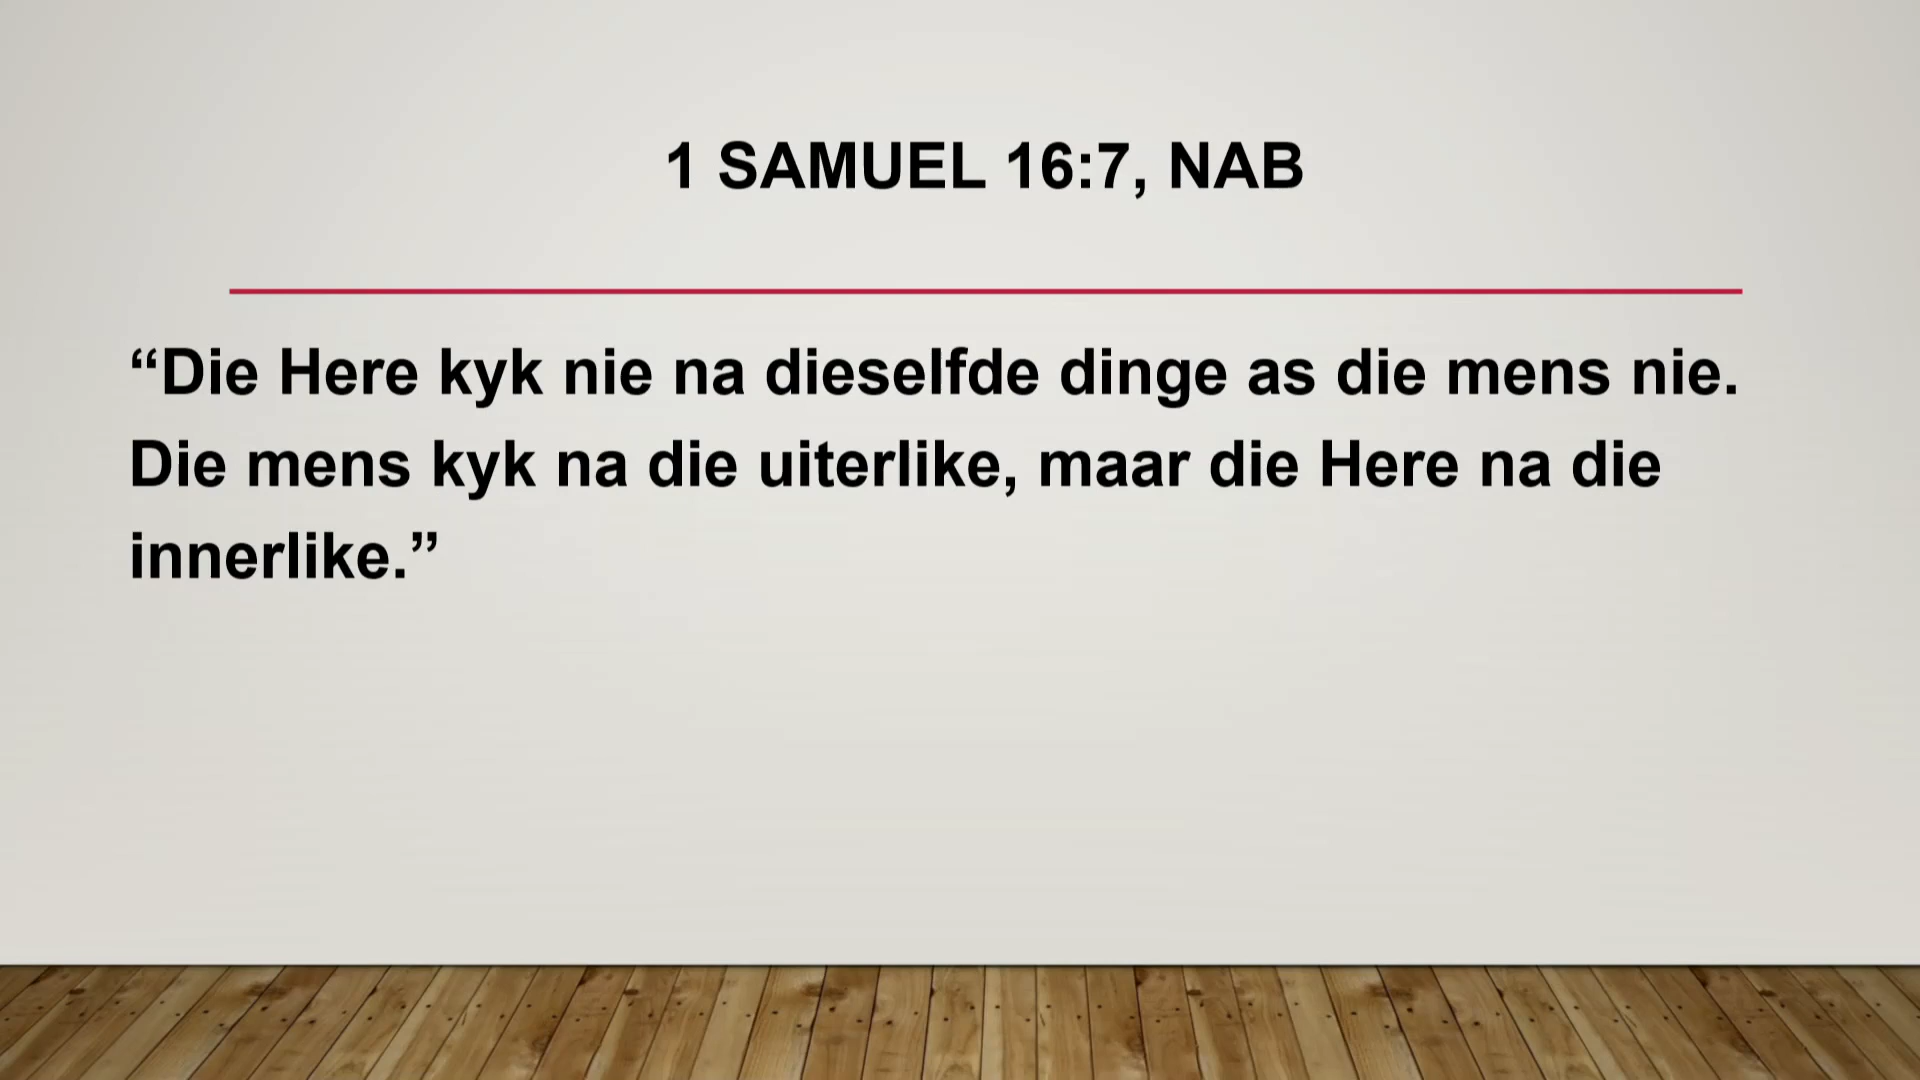 1 SAMUEL 16:7, NAB
“Die Here kyk nie na dieselfde dinge as die mens nie.
Die mens kyk na die uiterlike, maar die Here na die
innerlike.”